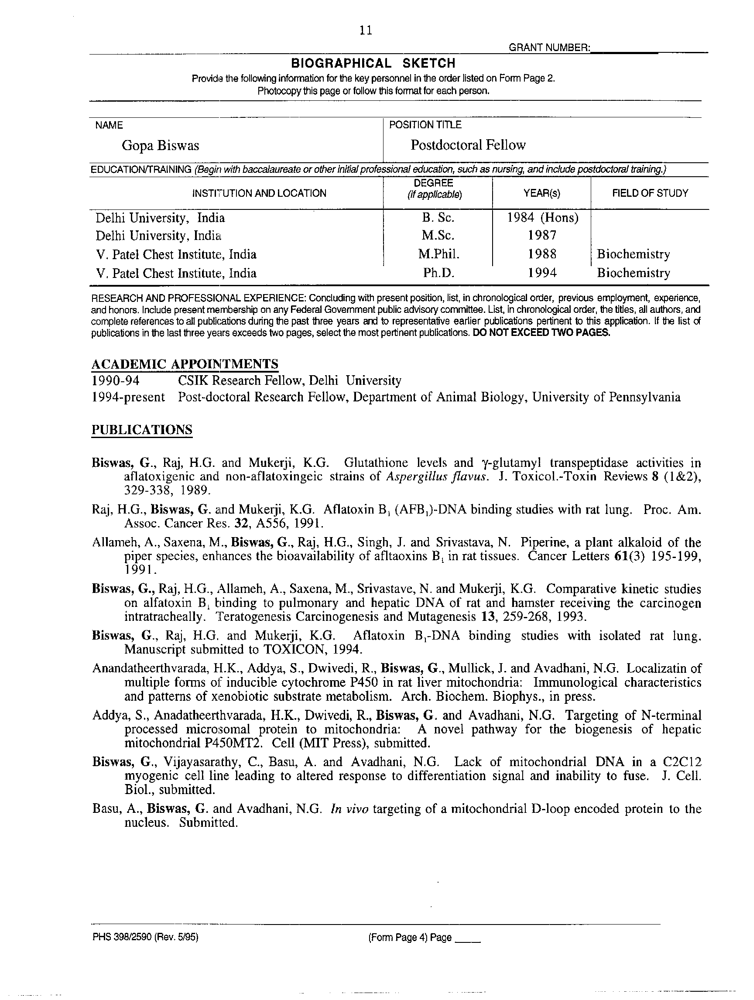 11
GRANT NUMBER:
BIOGRAPHICAL SKETCH
Provide the following information for the key personnel in the order listed on Form Page 2.
Photocopy this page or follow this format for each person.
NAME
POSITION TITLE
Gopa Biswas
Postdoctoral Fellow
EDUCATION/TRAINING (Begin with baccalaureate or other initial professional education, such as nursing, and include postdoctoral training.)
INSTITUTION AND LOCATION
DEGREE
(if applicable)
YEAR(s)
FIELD OF STUDY
Delhi University, India B. Sc. 1984 (Hons)
Delhi University, India M.Sc. 1987
V. Patel Chest Institute, India M.Phil. 1988 Biochemistry
V. Patel Chest Institute, India Ph.D. 1994 Biochemistry
RESEARCH AND PROFESSIONAL EXPERIENCE: Concluding with present position, list, in chronological order, previous employment, experience,
and honors. Include present membership on any Federal Government public advisory committee. List, in chronological order, the titles, all authors, and
complete references to all publications during the past three years and to representative earlier publications pertinent to this application. If the list of
publications in the last three years exceeds two pages, select the most pertinent publications. DO NOT EXCEED TWO PAGES.
ACADEMIC APPOINTMENTS
1990-94 CSIK Research Fellow, Delhi University
1994-present Post-doctoral Research Fellow, Department of Animal Biology, University of Pennsylvania
PUBLICATIONS
Biswas, G., Raj, H.G. and Mukerji, K.G. Glutathione levels and γ-glutamyl transpeptidase activities in
aflatoxigenic and non-aflatoxingeic strains of Aspergillus flavus. J. Toxicol.-Toxin Reviews 8 (1&2),
329-338, 1989.
Raj, H.G., Biswas, G. and Mukerji, K.G. Aflatoxin B₁ (AFB₁)-DNA binding studies with rat lung. Proc. Am.
Assoc. Cancer Res. 32, A556, 1991.
Allameh, A., Saxena, M., Biswas, G., Raj, H.G., Singh, J. and Srivastava, N. Piperine, a plant alkaloid of the
piper species, enhances the bioavailability of afltaoxins B₁ in rat tissues. Cancer Letters 61(3) 195-199,
1991.
Biswas, G., Raj, H.G., Allameh, A., Saxena, M., Srivastave, N. and Mukerji, K.G. Comparative kinetic studies
on alfatoxin B₁ binding to pulmonary and hepatic DNA of rat and hamster receiving the carcinogen
intratracheally. Teratogenesis Carcinogenesis and Mutagenesis 13, 259-268, 1993.
Biswas, G., Raj, H.G. and Mukerji, K.G. Aflatoxin B₁-DNA binding studies with isolated rat lung.
Manuscript submitted to TOXICON, 1994.
Anandatheerthvarada, H.K., Addya, S., Dwivedi, R., Biswas, G., Mullick, J. and Avadhani, N.G. Localizatin of
multiple forms of inducible cytochrome P450 in rat liver mitochondria: Immunological characteristics
and patterns of xenobiotic substrate metabolism. Arch. Biochem. Biophys., in press.
Addya, S., Anadatheerthvarada, H.K., Dwivedi, R., Biswas, G. and Avadhani, N.G. Targeting of N-terminal
processed microsomal protein to mitochondria: A novel pathway for the biogenesis of hepatic
mitochondrial P450MT2. Cell (MIT Press), submitted.
Biswas, G., Vijayasarathy, C., Basu, A. and Avadhani, N.G. Lack of mitochondrial DNA in a C2C12
myogenic cell line leading to altered response to differentiation signal and inability to fuse. J. Cell.
Biol., submitted.
Basu, A., Biswas, G. and Avadhani, N.G. In vivo targeting of a mitochondrial D-loop encoded protein to the
nucleus. Submitted.
PHS 398/2590 (Rev. 5/95)
(Form Page 4) Page